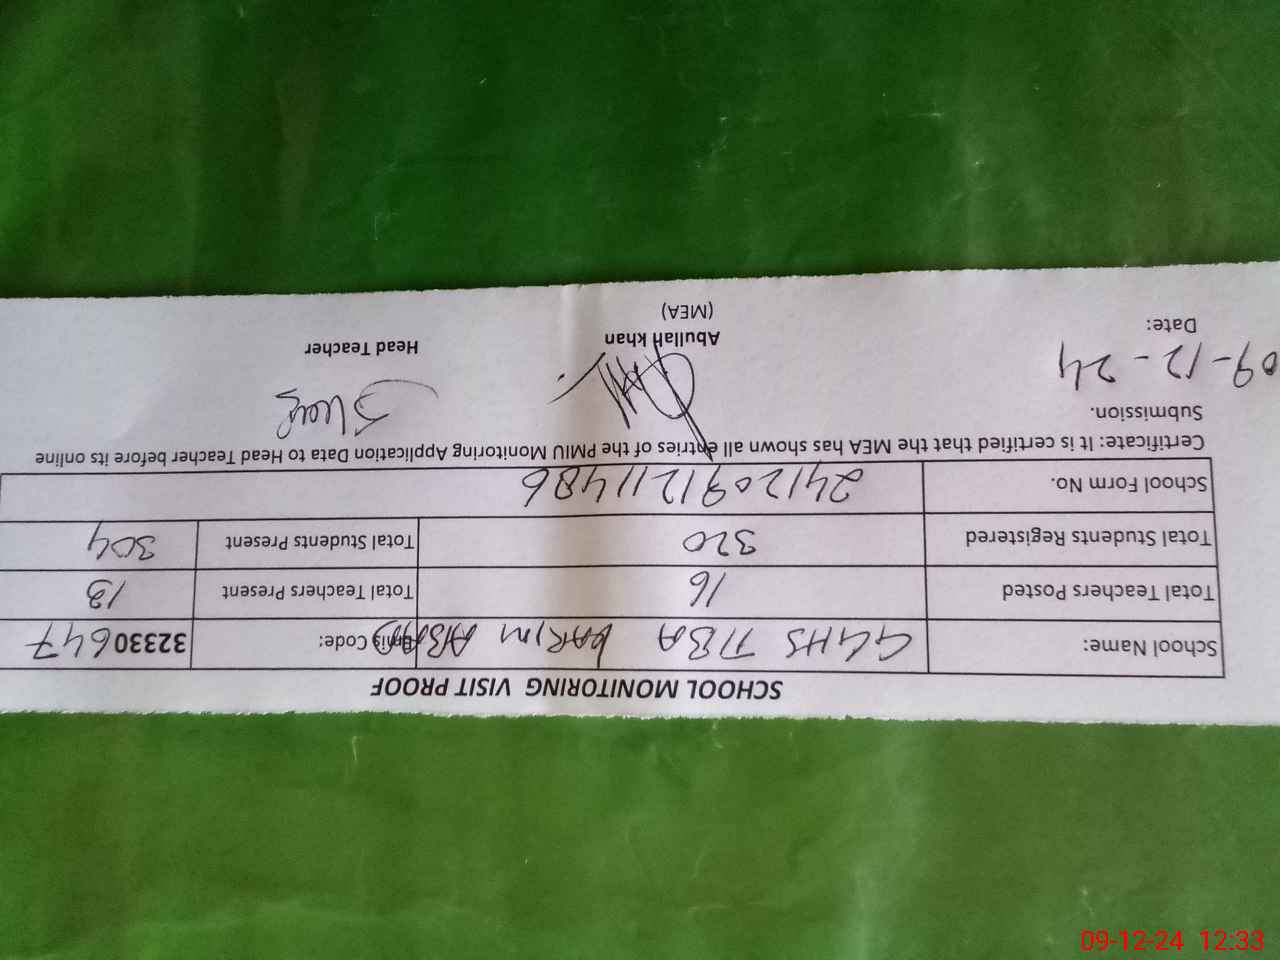 SCHOOL MONITORING VISIT PROOF
School Name: GGHS TIBA KARIM ABAD Emis Code: 32330647
Total Teachers Posted 16 Total Teachers Present 13
Total Students Registered 320 Total Students Present 304
School Form No. 2412091211486
Certificate: It is certified that the MEA has shown all entries of the PMIU Monitoring Application Data to Head Teacher before its online
Submission.
09-12-24
Date:
Abullah khan
(MEA)
Head Teacher
09-12-24 12:33